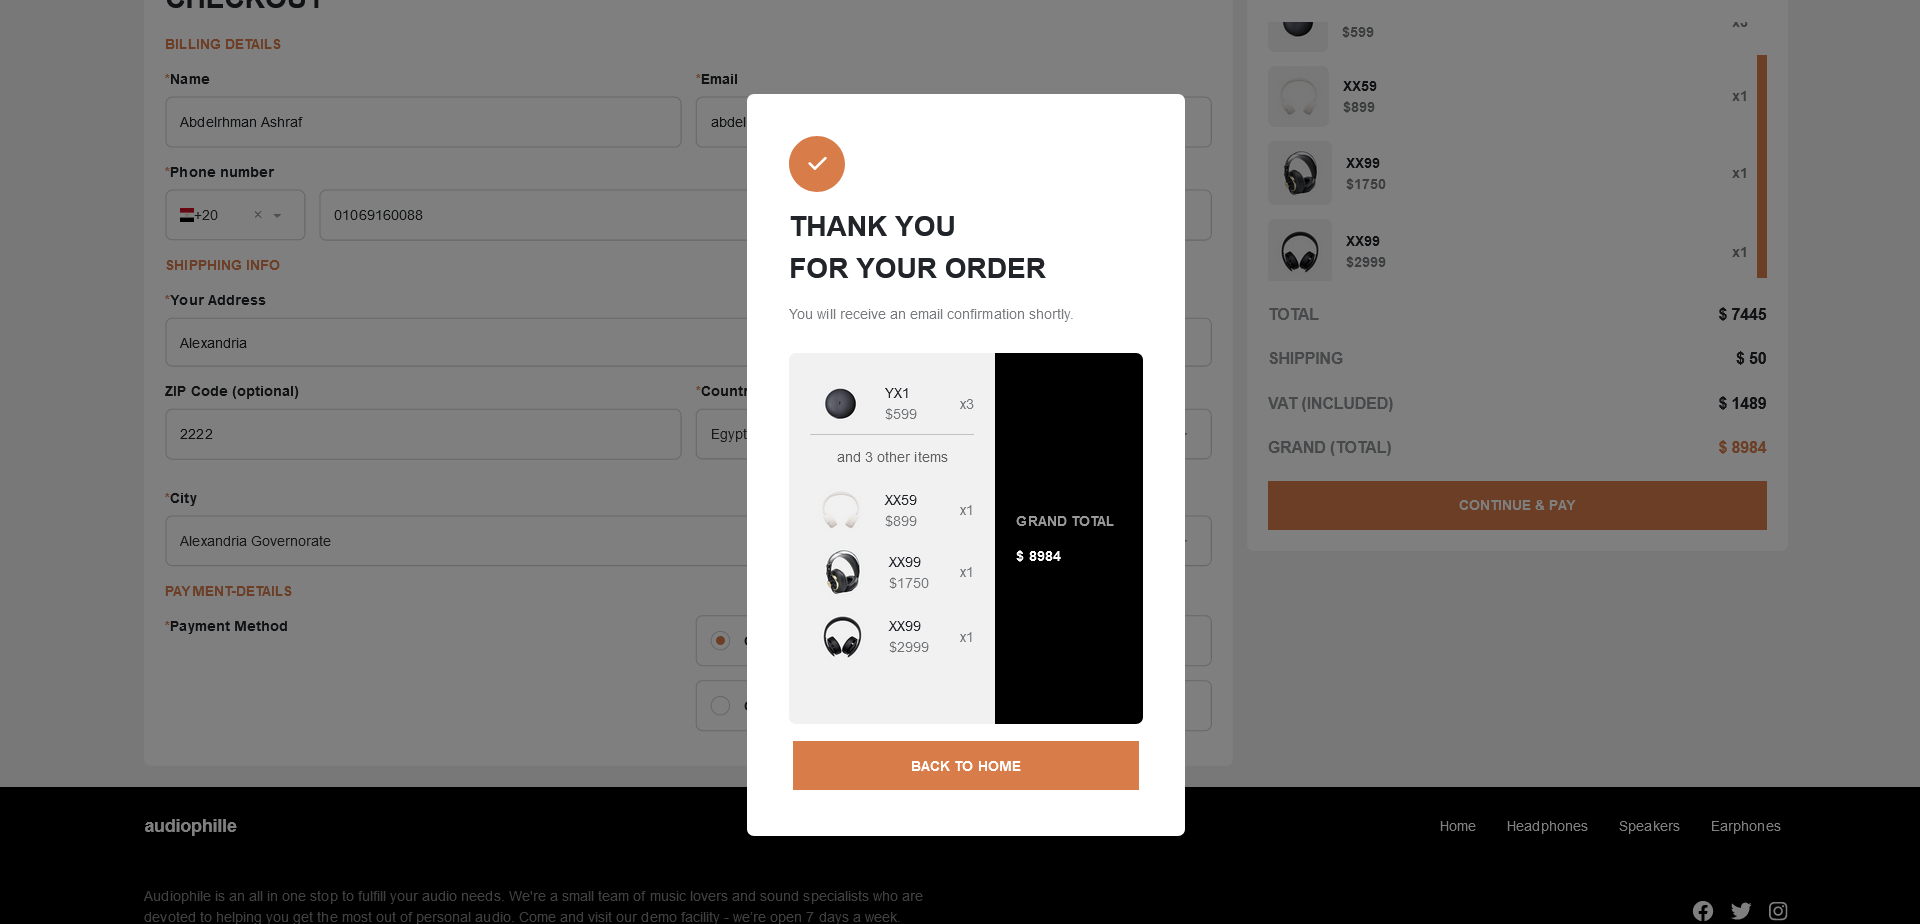 CHECKOUT
BILLING DETAILS
*Name
*Email
Abdelrhman Ashraf
abdel
*Phone number
+20 ×
01069160088
SHIPPHING INFO
*Your Address
Alexandria
ZIP Code (optional)
*Countr
2222
Egypt
*City
Alexandria Governorate
PAYMENT-DETAILS
*Payment Method
THANK YOU
FOR YOUR ORDER
You will receive an email confirmation shortly.
YX1
$599
x3
and 3 other items
XX59
$899
x1
XX99
$1750
x1
XX99
$2999
x1
GRAND TOTAL
$ 8984
BACK TO HOME
$599
x3
XX59
$899
x1
XX99
$1750
x1
XX99
$2999
x1
TOTAL $ 7445
SHIPPING $ 50
VAT (INCLUDED) $ 1489
GRAND (TOTAL) $ 8984
CONTINUE & PAY
audiophille
Home Headphones Speakers Earphones
Audiophile is an all in one stop to fulfill your audio needs. We're a small team of music lovers and sound specialists who are
devoted to helping you get the most out of personal audio. Come and visit our demo facility - we're open 7 days a week.